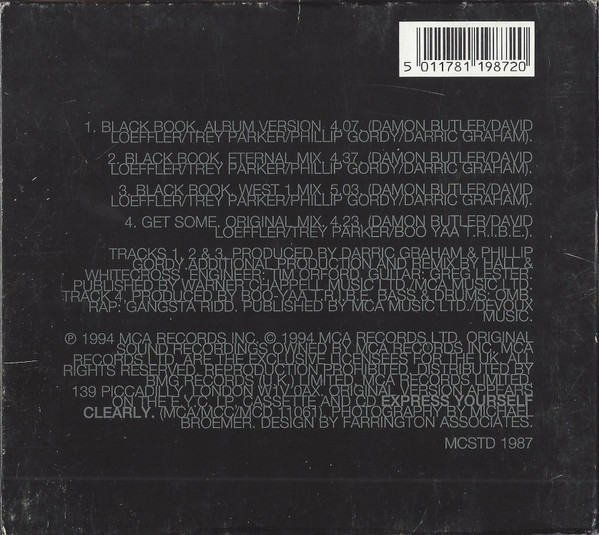 5 011781 198720
1. BLACK BOOK, ALBUM VERSION, 4.07, (DAMON BUTLER/DAVID
LOEFFLER/TREY PARKER/PHILLIP GORDY/DARRIC GRAHAM).
2. BLACK BOOK, ETERNAL MIX, 4.37, (DAMON BUTLER/DAVID
LOEFFLER/TREY PARKER/PHILLIP GORDY/DARRIC GRAHAM).
3. BLACK BOOK, WEST 1 MIX, 5.03, (DAMON BUTLER/DAVID
LOEFFLER/TREY PARKER/PHILLIP GORDY/DARRIC GRAHAM).
4. GET SOME, ORIGINAL MIX, 4.23, (DAMON BUTLER/DAVID
LOEFFLER/TREY PARKER/BOO YAA T.R.I.B.E.).
TRACKS 1, 2 & 3, PRODUCED BY DARRIC GRAHAM & PHILLIP
GORDY. ADDITIONAL PRODUCTION AND REMIX BY HALL &
WHITECROSS. ENGINEER: TIM ORFORD. GUITAR: GREG LESTER.
PUBLISHED BY WARNER CHAPPELL MUSIC LTD./MCA MUSIC LTD.
TRACK 4, PRODUCED BY BOO-YAA T.R.I.B.E. BASS & DRUMS: OMB.
RAP: GANGSTA RIDD. PUBLISHED BY MCA MUSIC LTD./DEVOUX
MUSIC.
℗ 1994 MCA RECORDS INC. © 1994 MCA RECORDS LTD. ORIGINAL
SOUND RECORDINGS OWNED BY MCA RECORDS INC. MCA
RECORDS LTD. ARE THE EXCLUSIVE LICENSEES FOR THE U.K. ALL
RIGHTS RESERVED. REPRODUCTION PROHIBITED. DISTRIBUTED BY
BMG RECORDS (U.K.) LIMITED. MCA RECORDS LIMITED
139 PICCADILLY, LONDON W1V 0AX. ORIGINAL VERSION APPEARS
ON THE E.Y.C. LP, CASSETTE AND CD EXPRESS YOURSELF
CLEARLY. (MCA/MCC/MCD 11061). PHOTOGRAPHY BY MICHAEL
BROEMER. DESIGN BY FARRINGTON ASSOCIATES.
MCSTD 1987